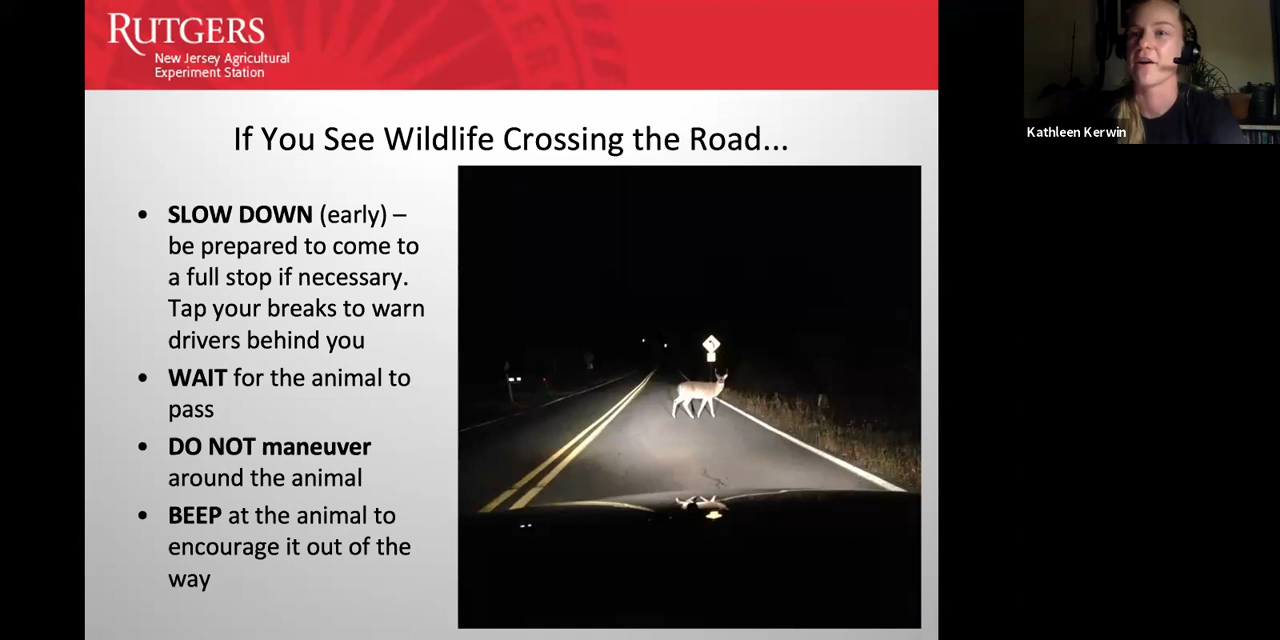 RUTGERS
New Jersey Agricultural
Experiment Station
Kathleen Kerwin
If You See Wildlife Crossing the Road...
• SLOW DOWN (early) –
be prepared to come to
a full stop if necessary.
Tap your breaks to warn
drivers behind you
• WAIT for the animal to
pass
• DO NOT maneuver
around the animal
• BEEP at the animal to
encourage it out of the
way